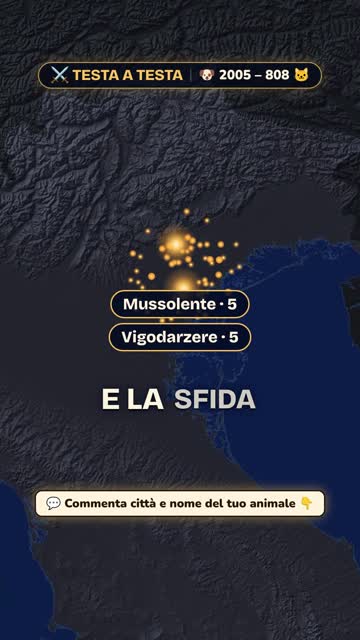 ⚔️ TESTA A TESTA | 🐶 2005 – 808 🐱
Mussolente · 5
Vigodarzere · 5
E LA SFIDA
💬 Commenta città e nome del tuo animale 👇